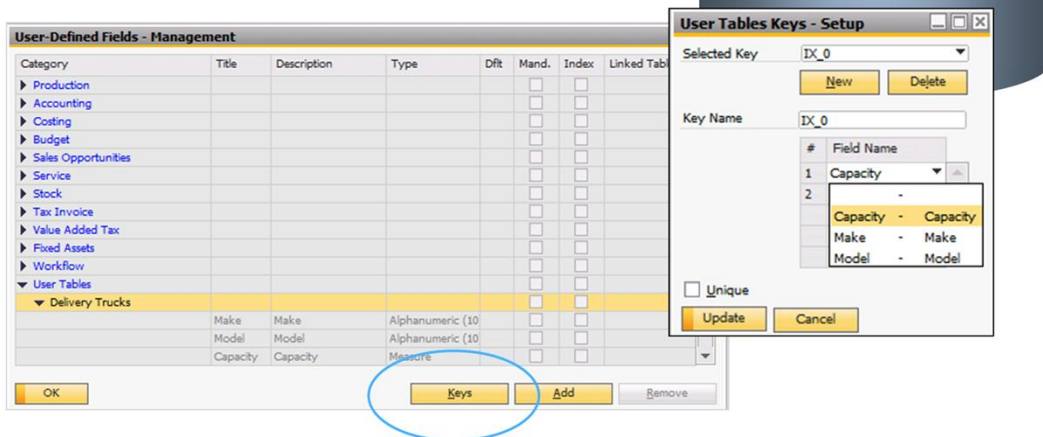 User-Defined Fields - Management
Category Title Description Type Dflt Mand. Index Linked Tabl
Production
Accounting
Costing
Budget
Sales Opportunities
Service
Stock
Tax Invoice
Value Added Tax
Fixed Assets
Workflow
User Tables
Delivery Trucks
Make Make Alphanumeric (10
Model Model Alphanumeric (10
Capacity Capacity Measure
OK Keys Add Remove
User Tables Keys - Setup
Selected Key IX_0
New Delete
Key Name IX_0
# Field Name
1 Capacity
2 -
Capacity - Capacity
Make - Make
Model - Model
Unique
Update Cancel